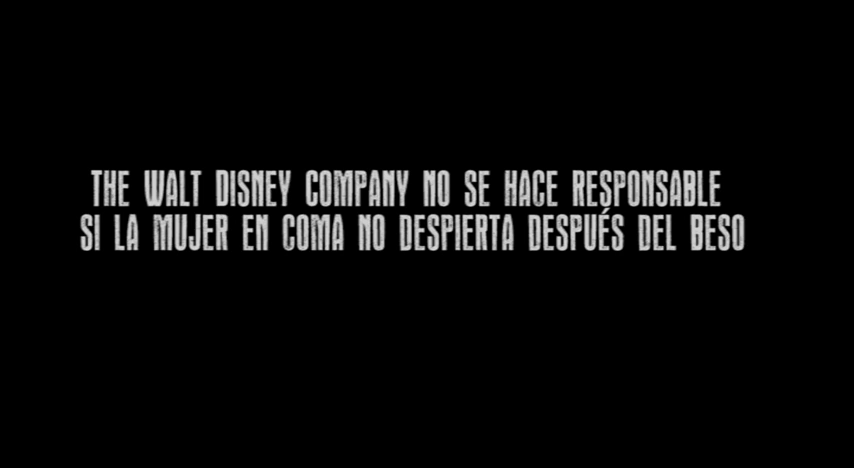 THE WALT DISNEY COMPANY NO SE HACE RESPONSABLE
SI LA MUJER EN COMA NO DESPIERTA DESPUÉS DEL BESO